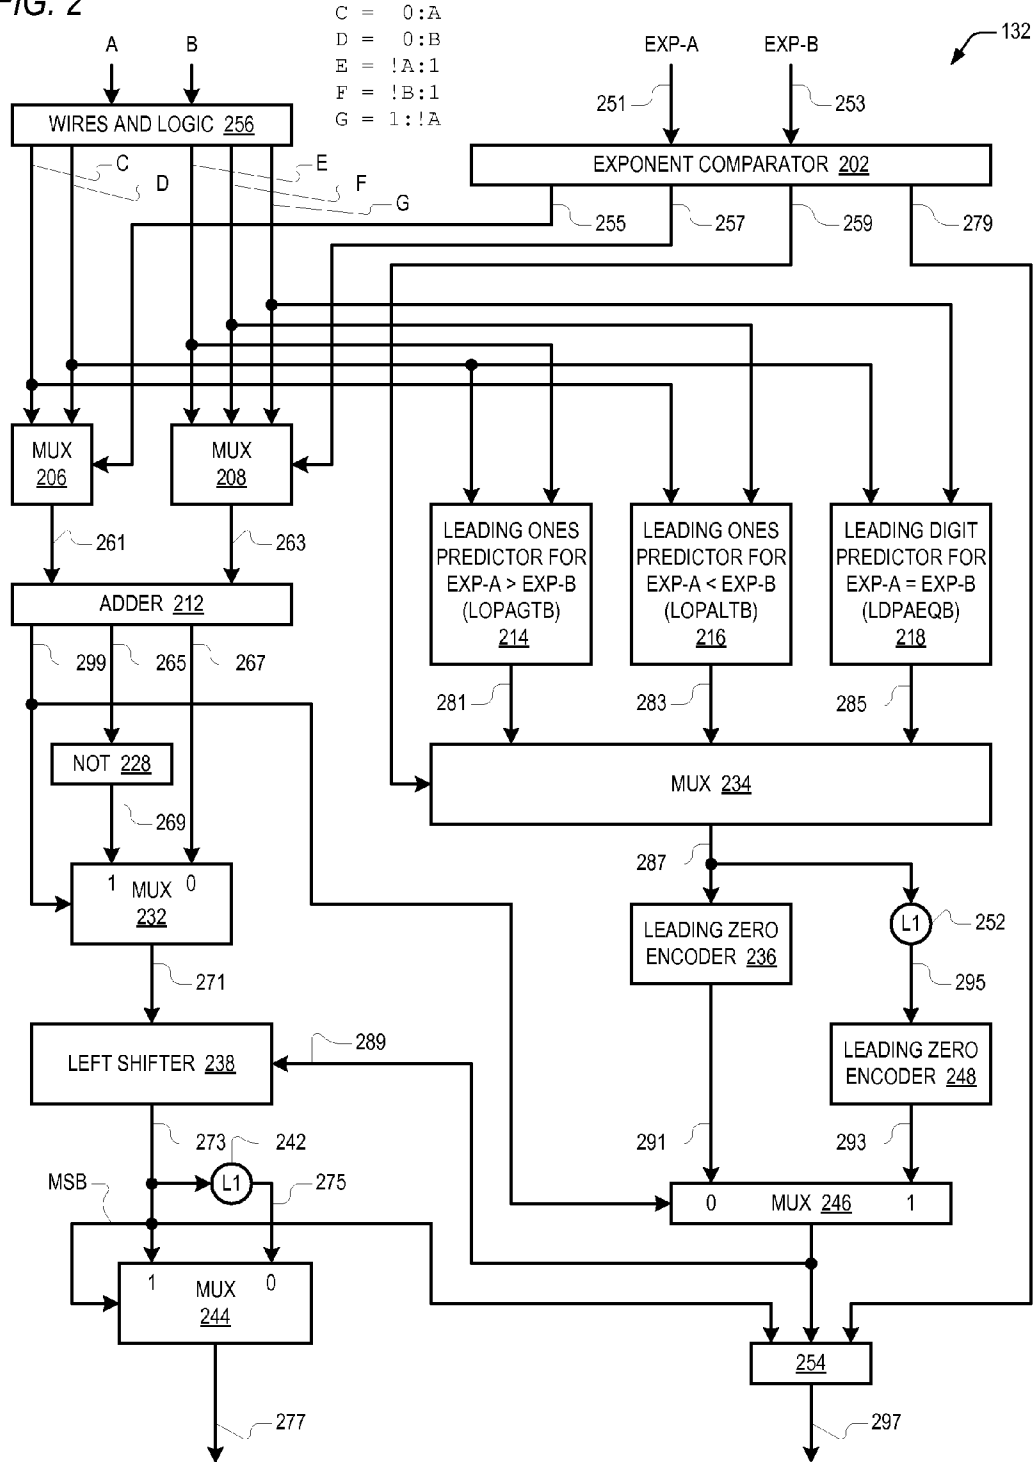 FIG. 2
C = 0:A
D = 0:B
E = !A:1
F = !B:1
G = 1:!A
132
A
B
EXP-A
EXP-B
251
253
WIRES AND LOGIC 256
EXPONENT COMPARATOR 202
C
D
E
F
G
255
257
259
279
MUX
206
MUX
208
261
263
LEADING ONES
PREDICTOR FOR
EXP-A > EXP-B
(LOPAGTB)
214
LEADING ONES
PREDICTOR FOR
EXP-A < EXP-B
(LOPALTB)
216
LEADING DIGIT
PREDICTOR FOR
EXP-A = EXP-B
(LDPAEQB)
218
ADDER 212
299
265
267
281
283
285
NOT 228
MUX 234
269
287
1
0
MUX
232
LEADING ZERO
ENCODER 236
L1
252
271
295
LEFT SHIFTER 238
289
LEADING ZERO
ENCODER 248
273
242
291
293
MSB
L1
275
0
MUX 246
1
1
0
MUX
244
254
277
297